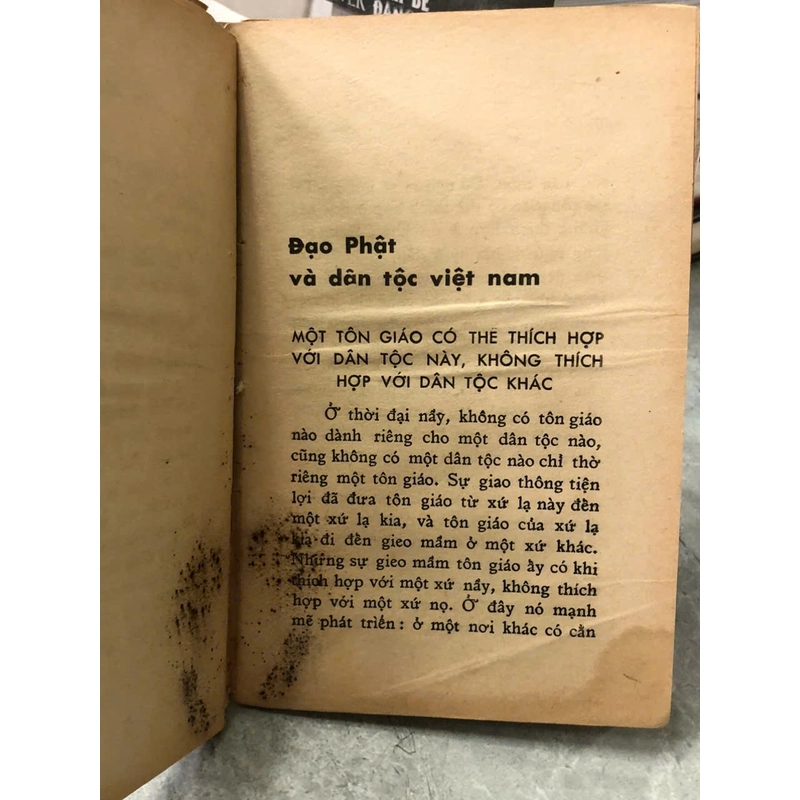 ĐANG
Đạo Phật
và dân tộc việt nam
MỘT TÔN GIÁO CÓ THỂ THÍCH HỢP
VỚI DÂN TỘC NÀY, KHÔNG THÍCH
HỢP VỚI DÂN TỘC KHÁC
Ở thời đại nầy, không có tôn giáo
nào dành riêng cho một dân tộc nào,
cũng không có một dân tộc nào chỉ thờ
riêng một tôn giáo. Sự giao thông tiện
lợi đã đưa tôn giáo từ xứ lạ này đến
một xứ lạ kia, và tôn giáo của xứ lạ
kia đi đến gieo mầm ở một xứ khác.
Những sự gieo mầm tôn giáo ấy có khi
thích hợp với một xứ nầy, không thích
hợp với một xứ nọ. Ở đây nó mạnh
mẽ phát triển : ở một nơi khác có cằn